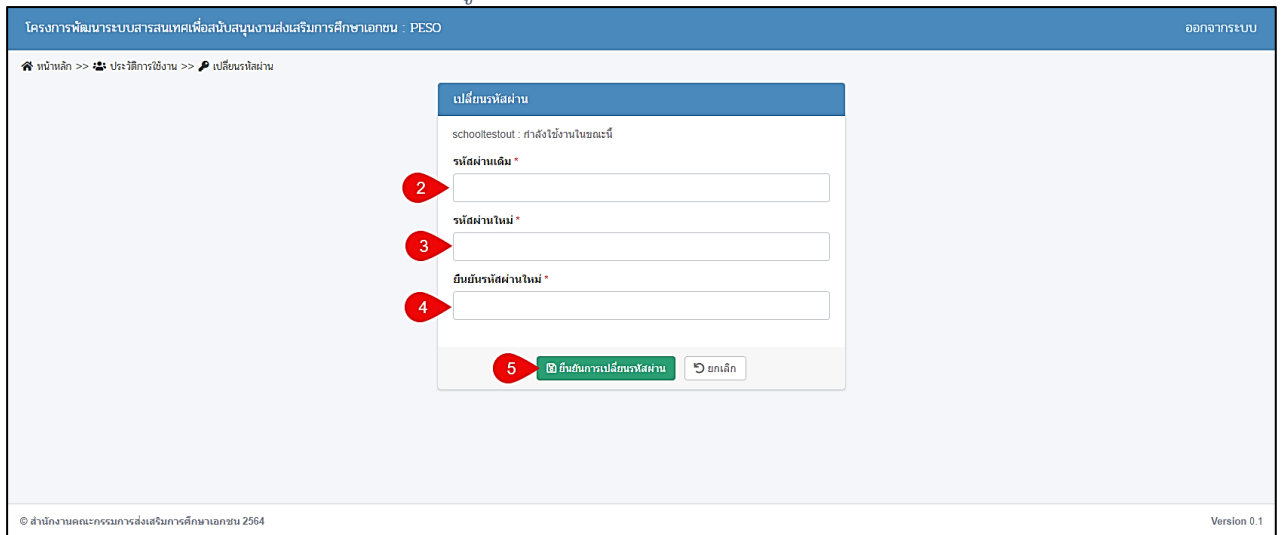 โครงการพัฒนาระบบสารสนเทศเพื่อสนับสนุนงานส่งเสริมการศึกษาเอกชน : PESO ออกจากระบบ
หน้าหลัก >> ประวัติการใช้งาน >> เปลี่ยนรหัสผ่าน
เปลี่ยนรหัสผ่าน
schooltestout : กำลังใช้งานในขณะนี้
รหัสผ่านเดิม *
2
รหัสผ่านใหม่ *
3
ยืนยันรหัสผ่านใหม่ *
4
5 ยืนยันการเปลี่ยนรหัสผ่าน ยกเลิก
© สำนักงานคณะกรรมการส่งเสริมการศึกษาเอกชน 2564 Version 0.1